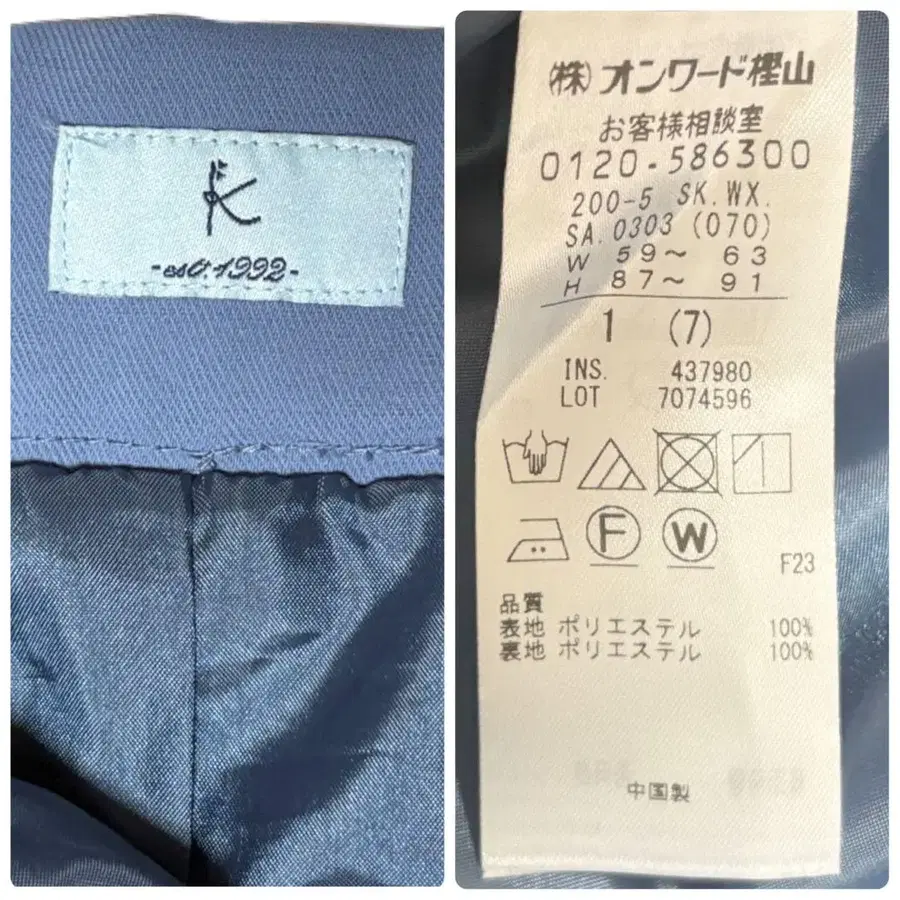 K
-est.1992-
(株)オンワード樫山
お客様相談室
0120-586300
200-5 SK.WX.
SA.0303(070)
W 59~ 63
H 87~ 91
1 (7)
INS. 437980
LOT 7074596
F W
F23
品質
表地 ポリエステル 100%
裏地 ポリエステル 100%
中国製